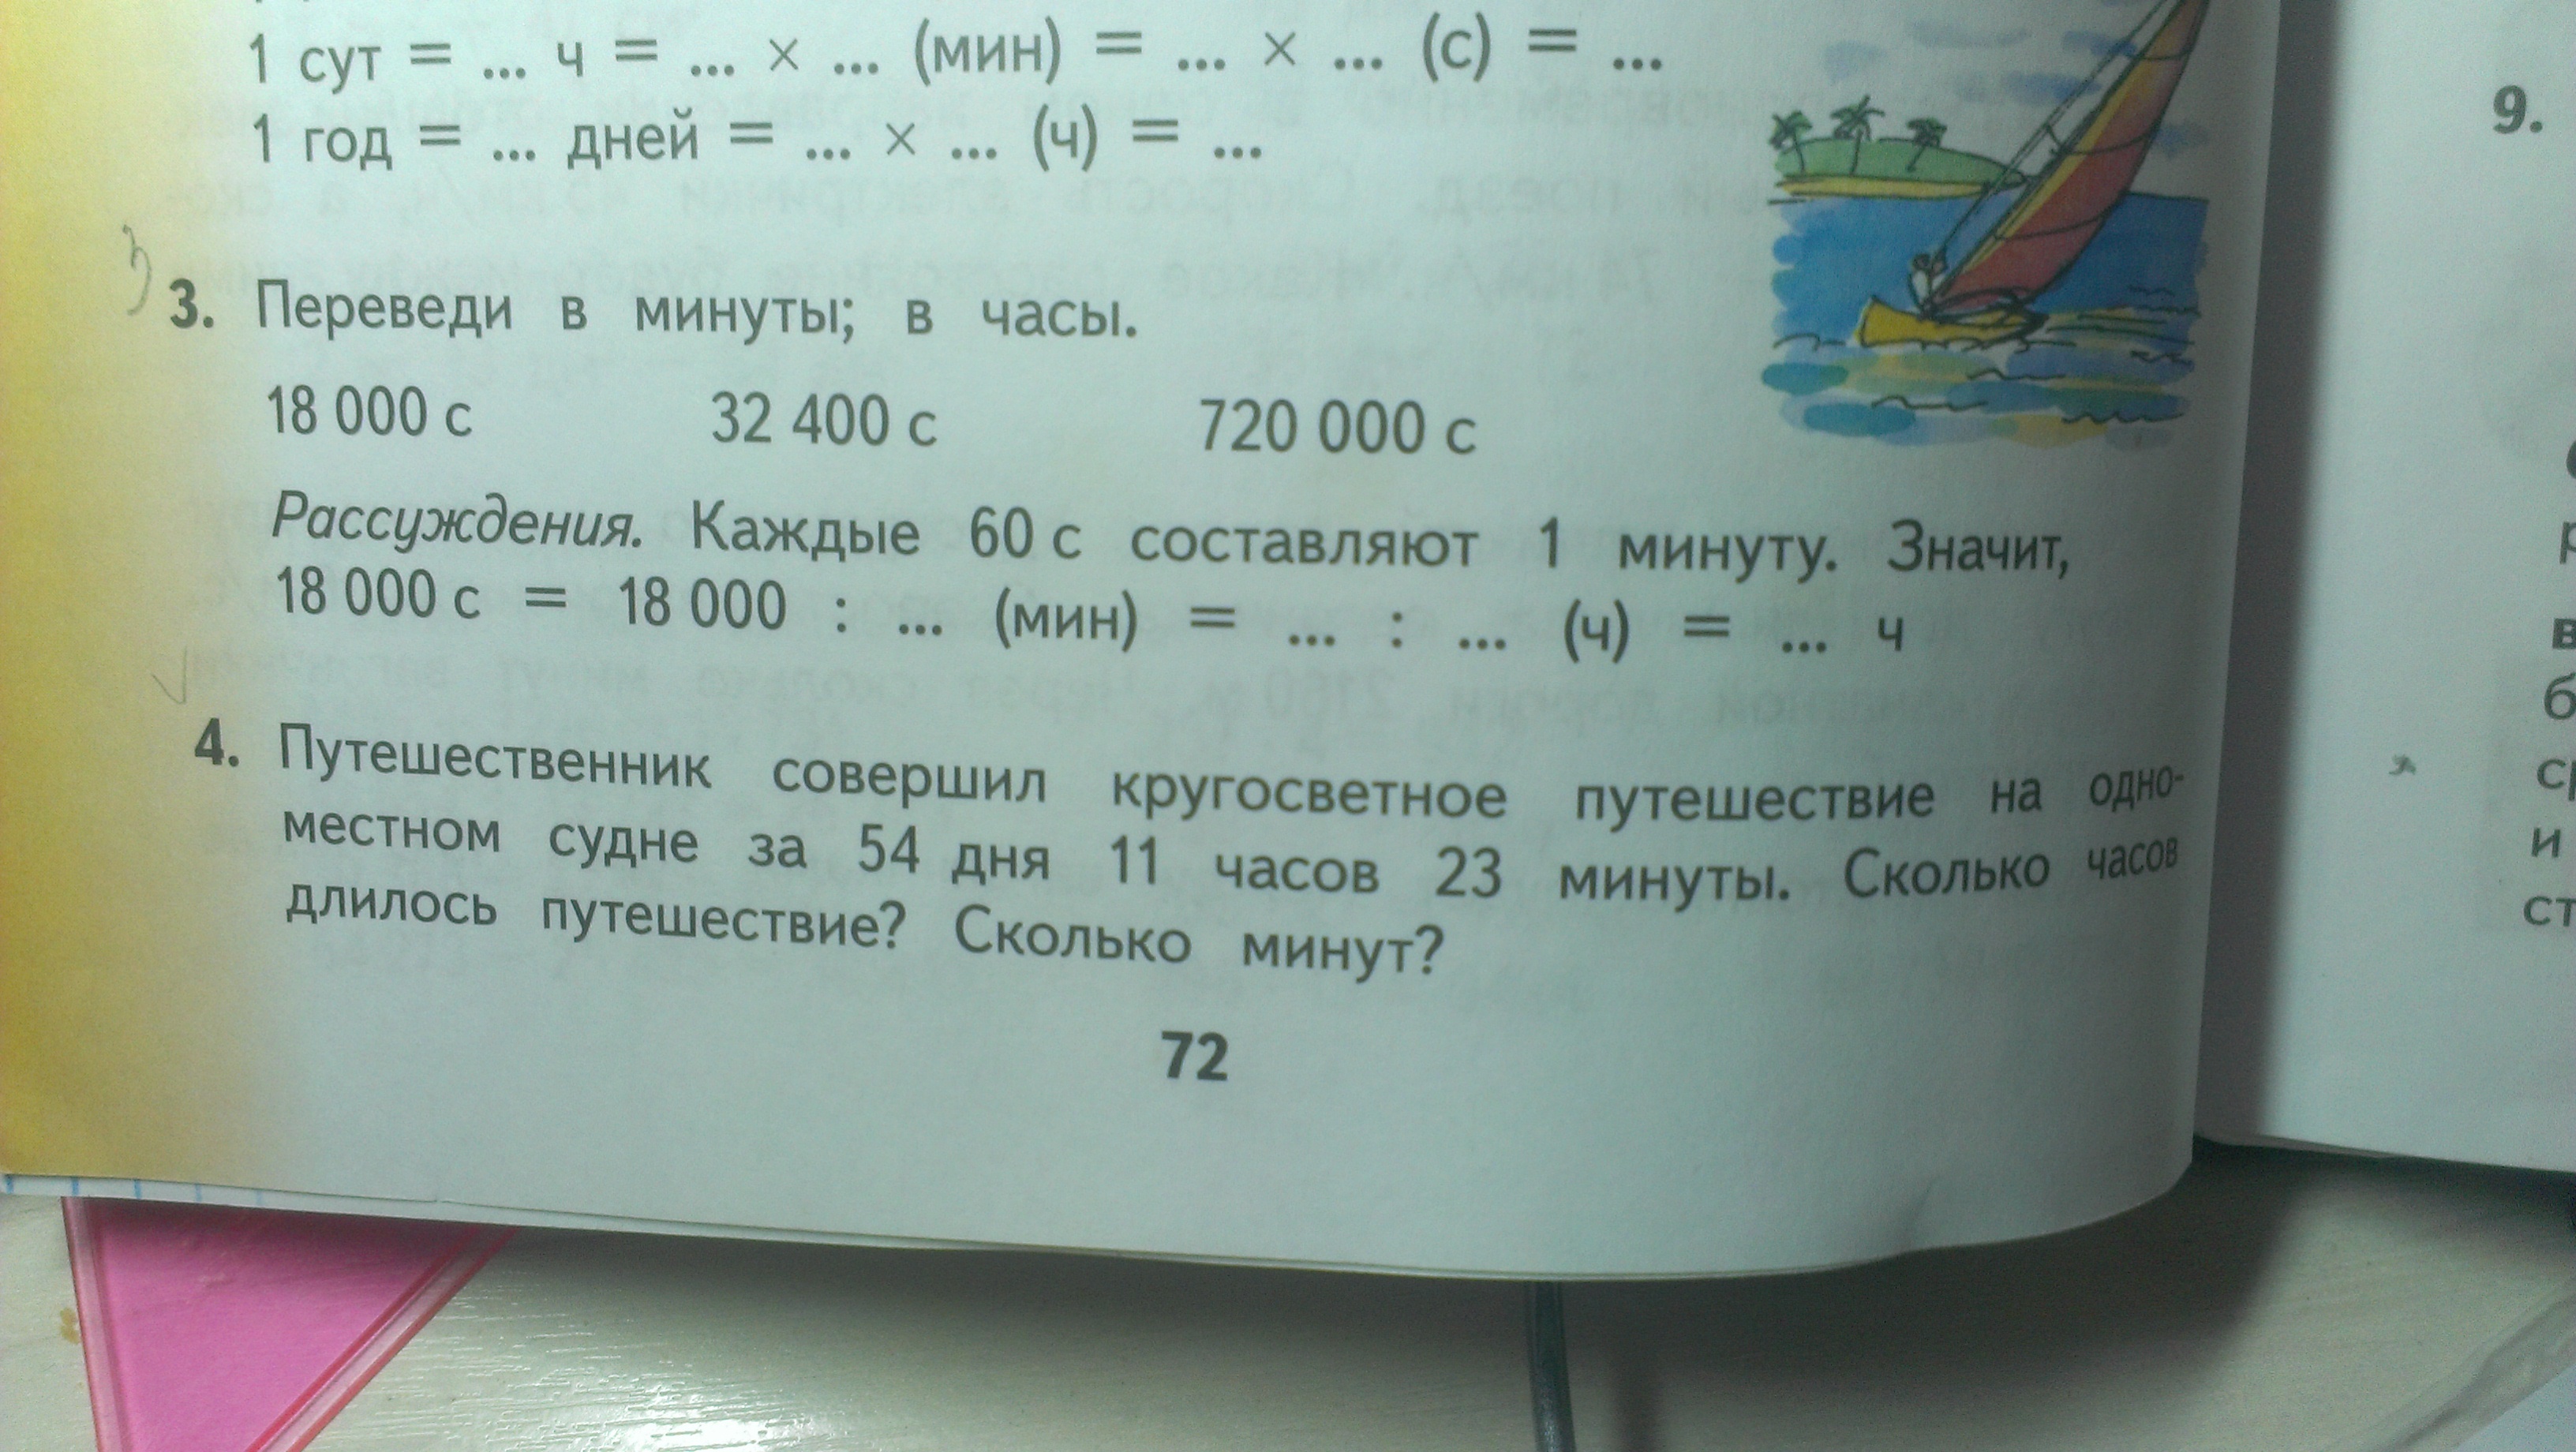 1 сут = ... ч = ... × ... (мин) = ... × ... (с) = ...
1 год = ... дней = ... × ... (ч) = ...
3. Переведи в минуты; в часы.
18 000 с 32 400 с 720 000 с
Рассуждения. Каждые 60 с составляют 1 минуту. Значит,
18 000 с = 18 000 : ... (мин) = ... : ... (ч) = ... ч
4. Путешественник совершил кругосветное путешествие на одно-
местном судне за 54 дня 11 часов 23 минуты. Сколько часов
длилось путешествие? Сколько минут?
72
9.